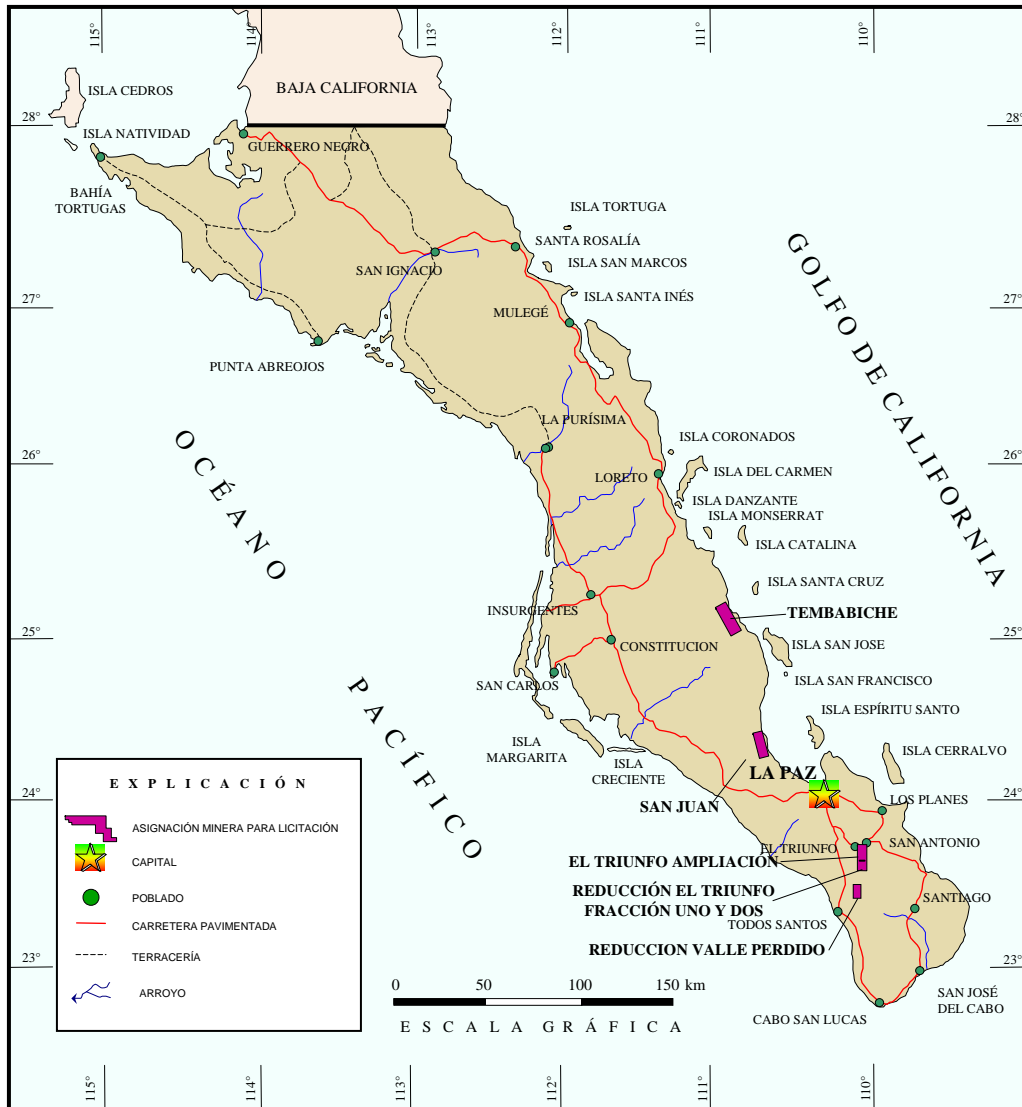 115°
114°
113°
112°
111°
110°
BAJA CALIFORNIA
ISLA CEDROS
28°
28°
ISLA NATIVIDAD
GUERRERO NEGRO
BAHÍA
TORTUGAS
ISLA TORTUGA
SANTA ROSALÍA
SAN IGNACIO
ISLA SAN MARCOS
ISLA SANTA INÉS
27°
27°
MULEGÉ
PUNTA ABREOJOS
GOLFO DE CALIFORNIA
LA PURÍSIMA
ISLA CORONADOS
26°
26°
LORETO
ISLA DEL CARMEN
ISLA DANZANTE
ISLA MONSERRAT
ISLA CATALINA
OCÉANO
PACÍFICO
ISLA SANTA CRUZ
INSURGENTES
TEMBABICHE
25°
25°
CONSTITUCION
ISLA SAN JOSE
SAN CARLOS
ISLA SAN FRANCISCO
ISLA ESPÍRITU SANTO
ISLA
MARGARITA
ISLA
CRECIENTE
ISLA CERRALVO
LA PAZ
SAN JUAN
24°
24°
LOS PLANES
EL TRIUNFO
SAN ANTONIO
EL TRIUNFO AMPLIACIÓN
REDUCCIÓN EL TRIUNFO
FRACCIÓN UNO Y DOS
SANTIAGO
TODOS SANTOS
REDUCCION VALLE PERDIDO
23°
23°
SAN JOSÉ
DEL CABO
CABO SAN LUCAS
EXPLICACIÓN
ASIGNACIÓN MINERA PARA LICITACIÓN
CAPITAL
POBLADO
CARRETERA PAVIMENTADA
TERRACERÍA
ARROYO
0 50 100 150 km
ESCALA GRÁFICA
115°
114°
113°
112°
111°
110°